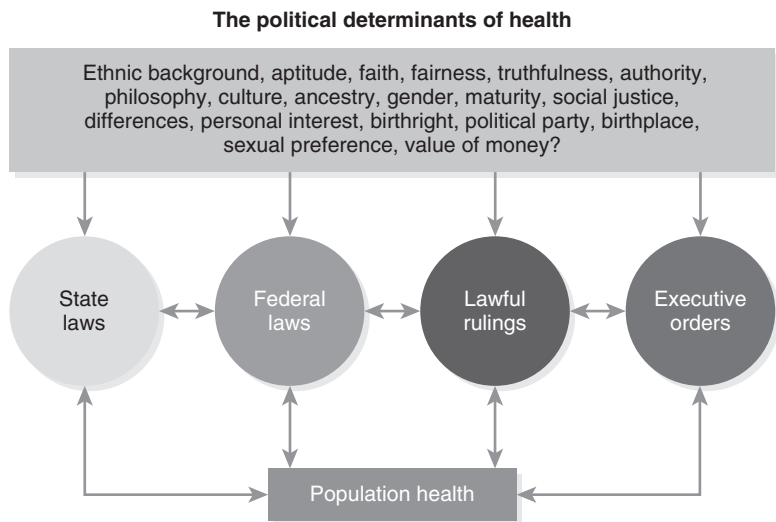 The political determinants of health
Ethnic background, aptitude, faith, fairness, truthfulness, authority,
philosophy, culture, ancestry, gender, maturity, social justice,
differences, personal interest, birthright, political party, birthplace,
sexual preference, value of money?
State
laws
Federal
laws
Lawful
rulings
Executive
orders
Population health